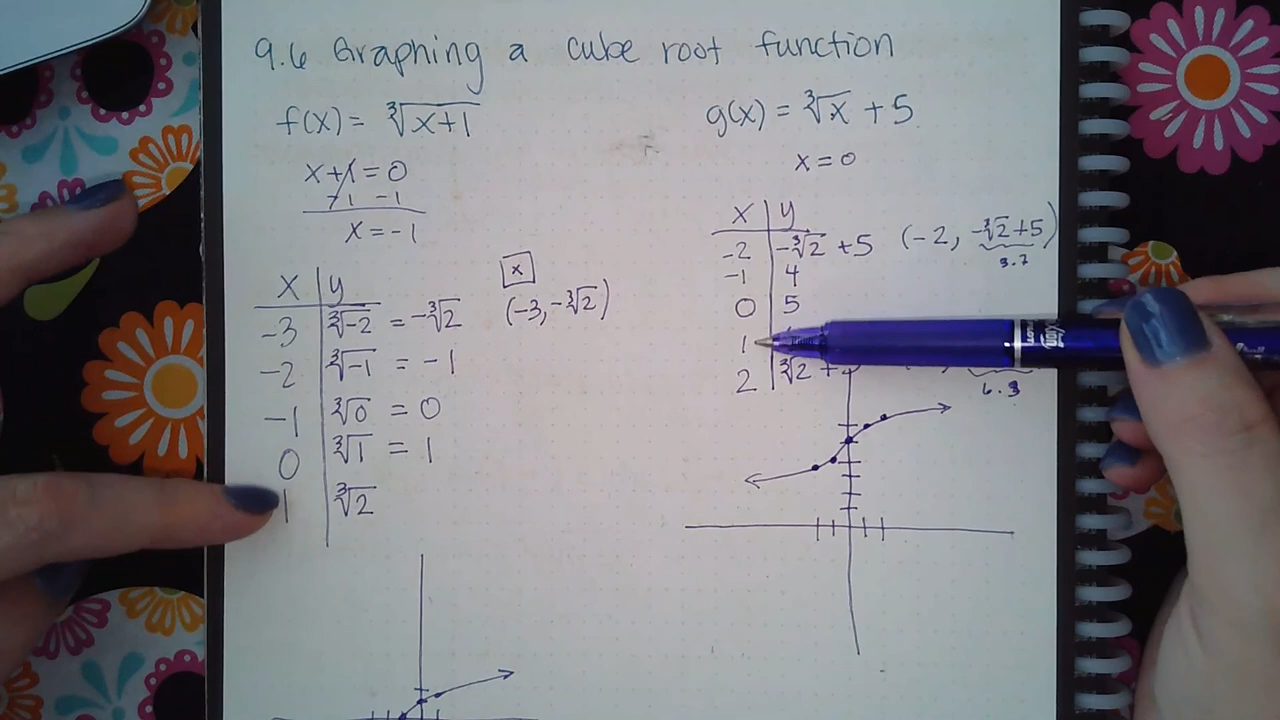 9.6 Graphing a cube root function
f(x) = ∛x+1
x+1 = 0
-1 -1
x = -1
x y
-3 ∛-2 = -∛2
-2 ∛-1 = -1
-1 ∛0 = 0
0 ∛1 = 1
1 ∛2
x
(-3, -∛2)
g(x) = ∛x + 5
x = 0
x y
-2 -∛2 + 5 (-2, -∛2+5)
3.7
-1 4
0 5
1
2 ∛2 +
6.3